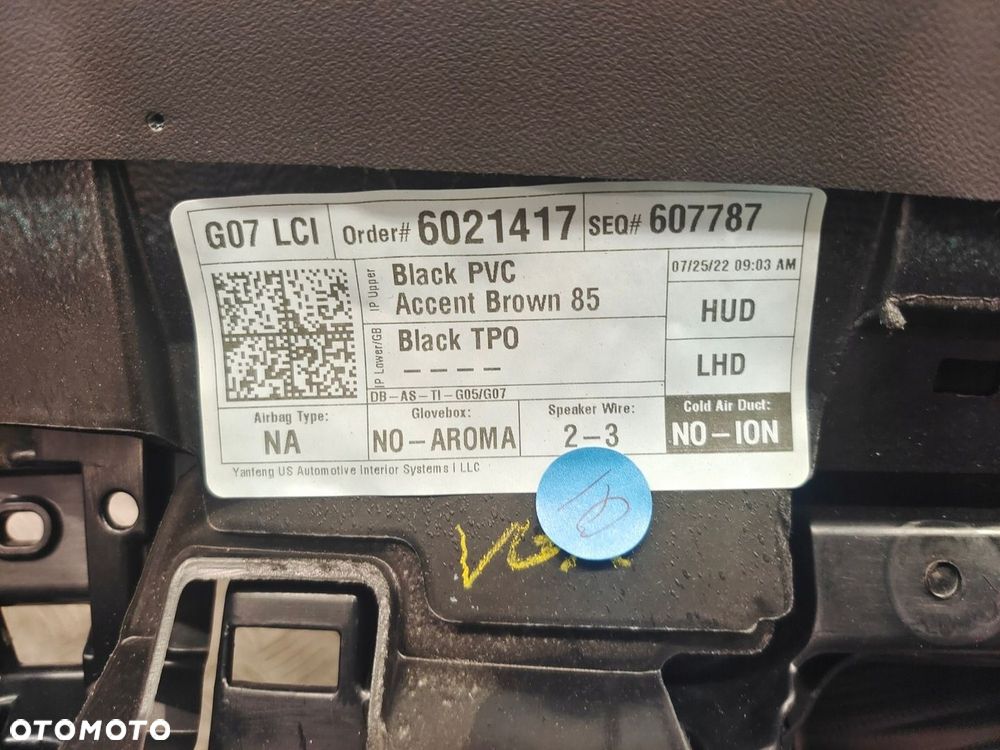 G07 LCI Order# 6021417 SEQ# 607787
IP Upper
Black PVC
Accent Brown 85
07/25/22 09:03 AM
HUD
IP Lower/GB
Black TPO
----
LHD
DB-AS-TI-G05/G07
Airbag Type:
NA
Glovebox:
NO-AROMA
Speaker Wire:
2-3
Cold Air Duct:
NO-ION
Yanfeng US Automotive Interior Systems I LLC
OTOMOTO